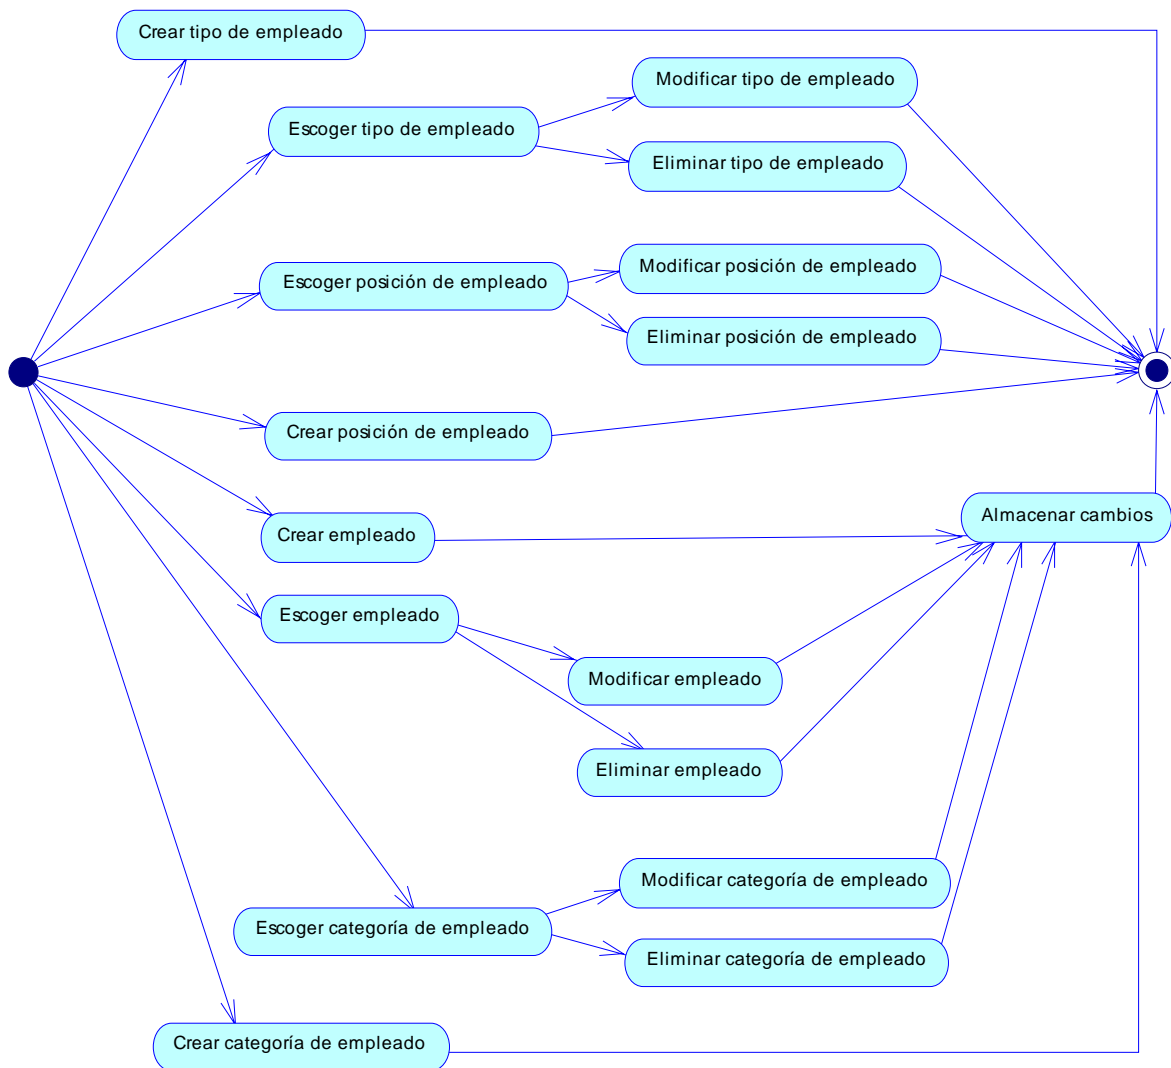 Crear tipo de empleado
Modificar tipo de empleado
Escoger tipo de empleado
Eliminar tipo de empleado
Modificar posición de empleado
Escoger posición de empleado
Eliminar posición de empleado
Crear posición de empleado
Almacenar cambios
Crear empleado
Escoger empleado
Modificar empleado
Eliminar empleado
Modificar categoría de empleado
Escoger categoría de empleado
Eliminar categoría de empleado
Crear categoría de empleado